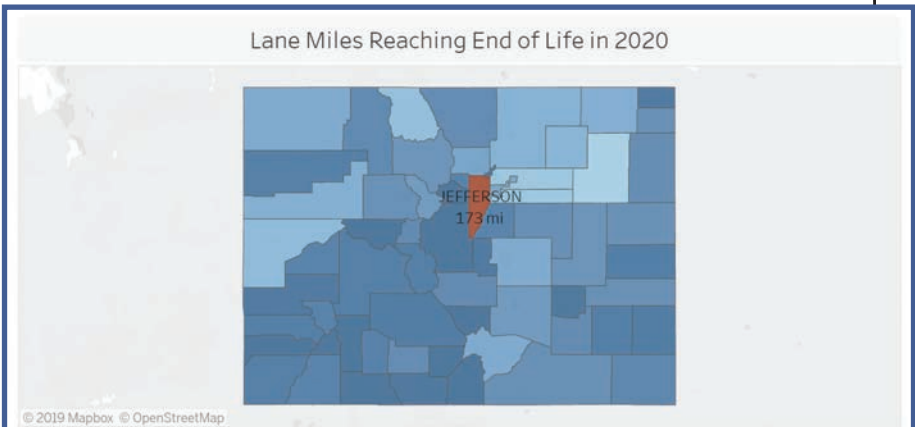 Lane Miles Reaching End of Life in 2020
JEFFERSON
173 mi
© 2019 Mapbox © OpenStreetMap